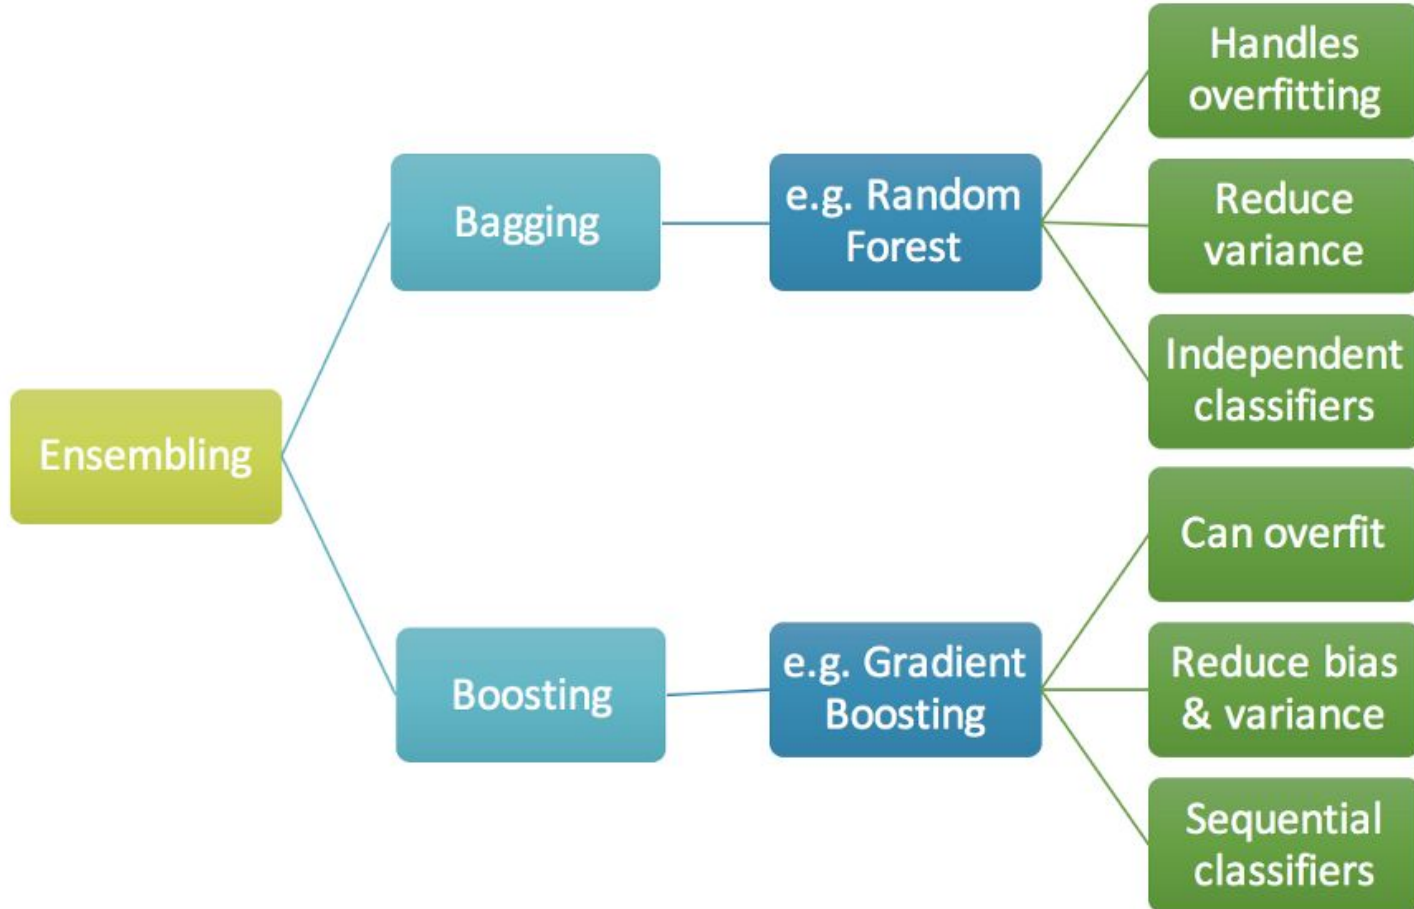 Ensembling
Bagging
e.g. Random
Forest
Handles
overfitting
Reduce
variance
Independent
classifiers
Boosting
e.g. Gradient
Boosting
Can overfit
Reduce bias
& variance
Sequential
classifiers